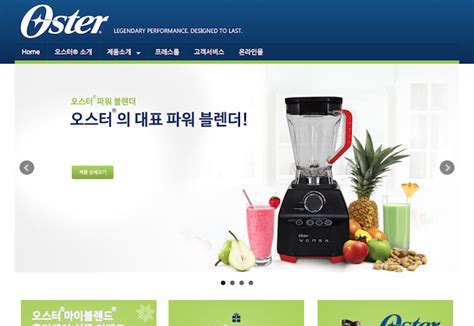 Oster®
LEGENDARY PERFORMANCE. DESIGNED TO LAST.
Home 오스터® 소개 제품소개 프레스룸 고객서비스 온라인몰
오스터®파워 블렌더
오스터®의 대표 파워 블렌더!
제품 상세보기
Oster
VERSA
오스터®마이블렌드®
Oster